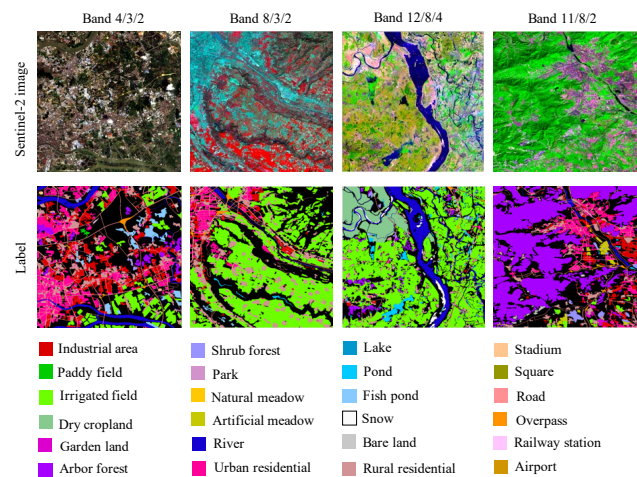 Band 4/3/2 Band 8/3/2 Band 12/8/4 Band 11/8/2
Sentinel-2 image
Label
Industrial area Shrub forest Lake Stadium
Paddy field Park Pond Square
Irrigated field Natural meadow Fish pond Road
Dry cropland Artificial meadow Snow Overpass
Garden land River Bare land Railway station
Arbor forest Urban residential Rural residential Airport